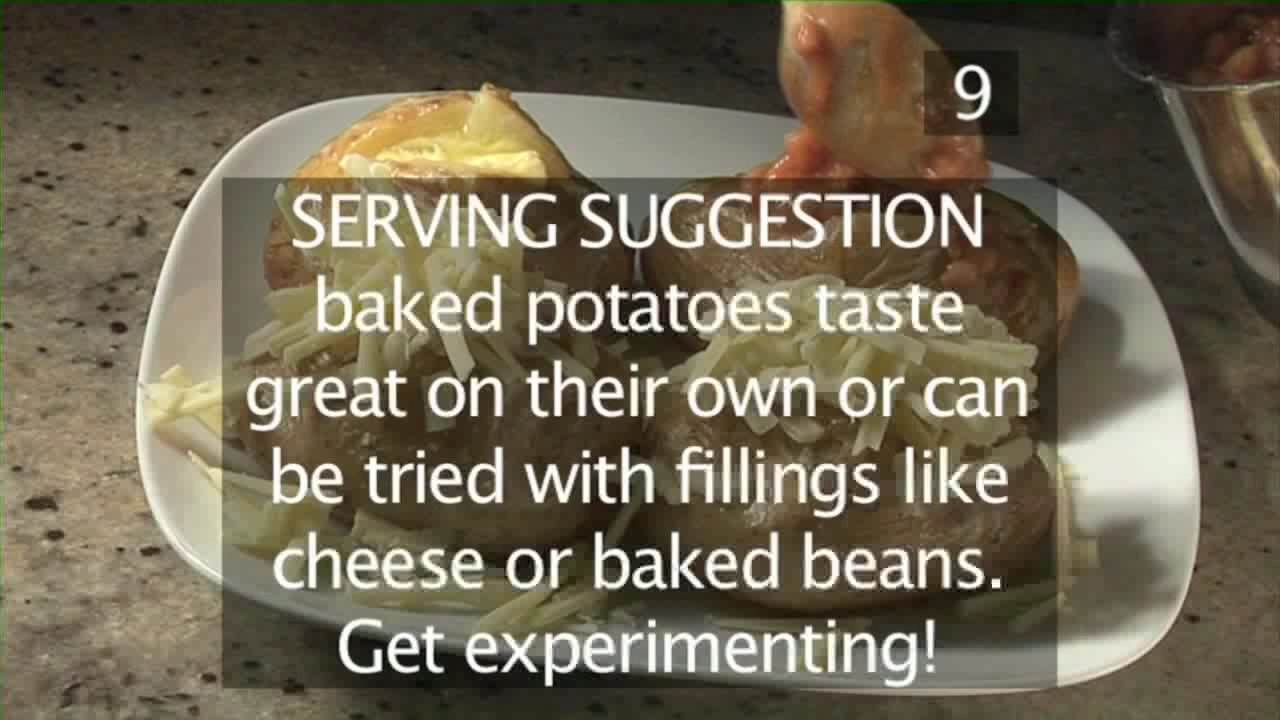 9
SERVING SUGGESTION
baked potatoes taste
great on their own or can
be tried with fillings like
cheese or baked beans.
Get experimenting!